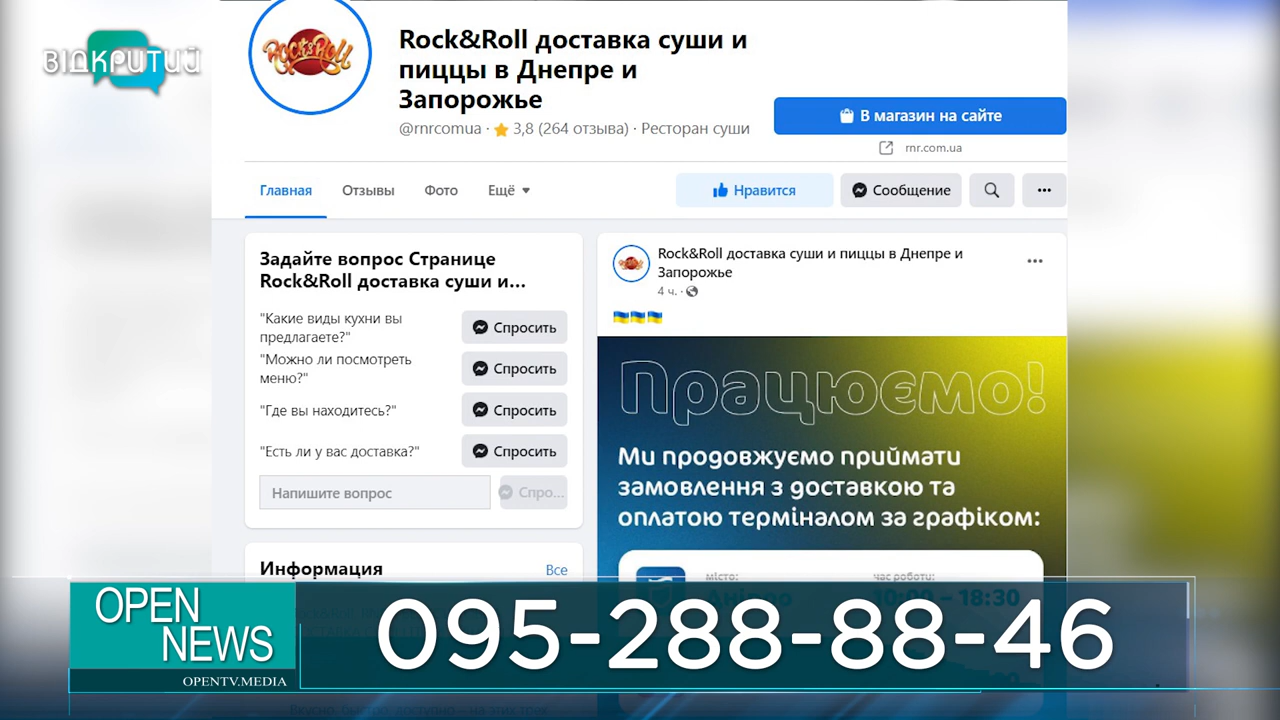 ВІДКРИТИЙ
Rock&Roll
Rock&Roll доставка суши и
пиццы в Днепре и
Запорожье
@rnrcomua · 3,8 (264 отзыва) · Ресторан суши
В магазин на сайте
rnr.com.ua
Главная
Отзывы
Фото
Ещё
Нравится
Сообщение
Задайте вопрос Странице
Rock&Roll доставка суши и...
"Какие виды кухни вы
предлагаете?"
Спросить
"Можно ли посмотреть
меню?"
Спросить
"Где вы находитесь?"
Спросить
"Есть ли у вас доставка?"
Спросить
Напишите вопрос
Спро...
Информация
Все
Rock&Roll доставка суши и пиццы в Днепре и
Запорожье
4 ч. ·
Працюємо!
Ми продовжуємо приймати
замовлення з доставкою та
оплатою терміналом за графіком:
місто:
Дніпро
час роботи:
10:00 – 18:30
OPEN
NEWS
OPENTV.MEDIA
095-288-88-46